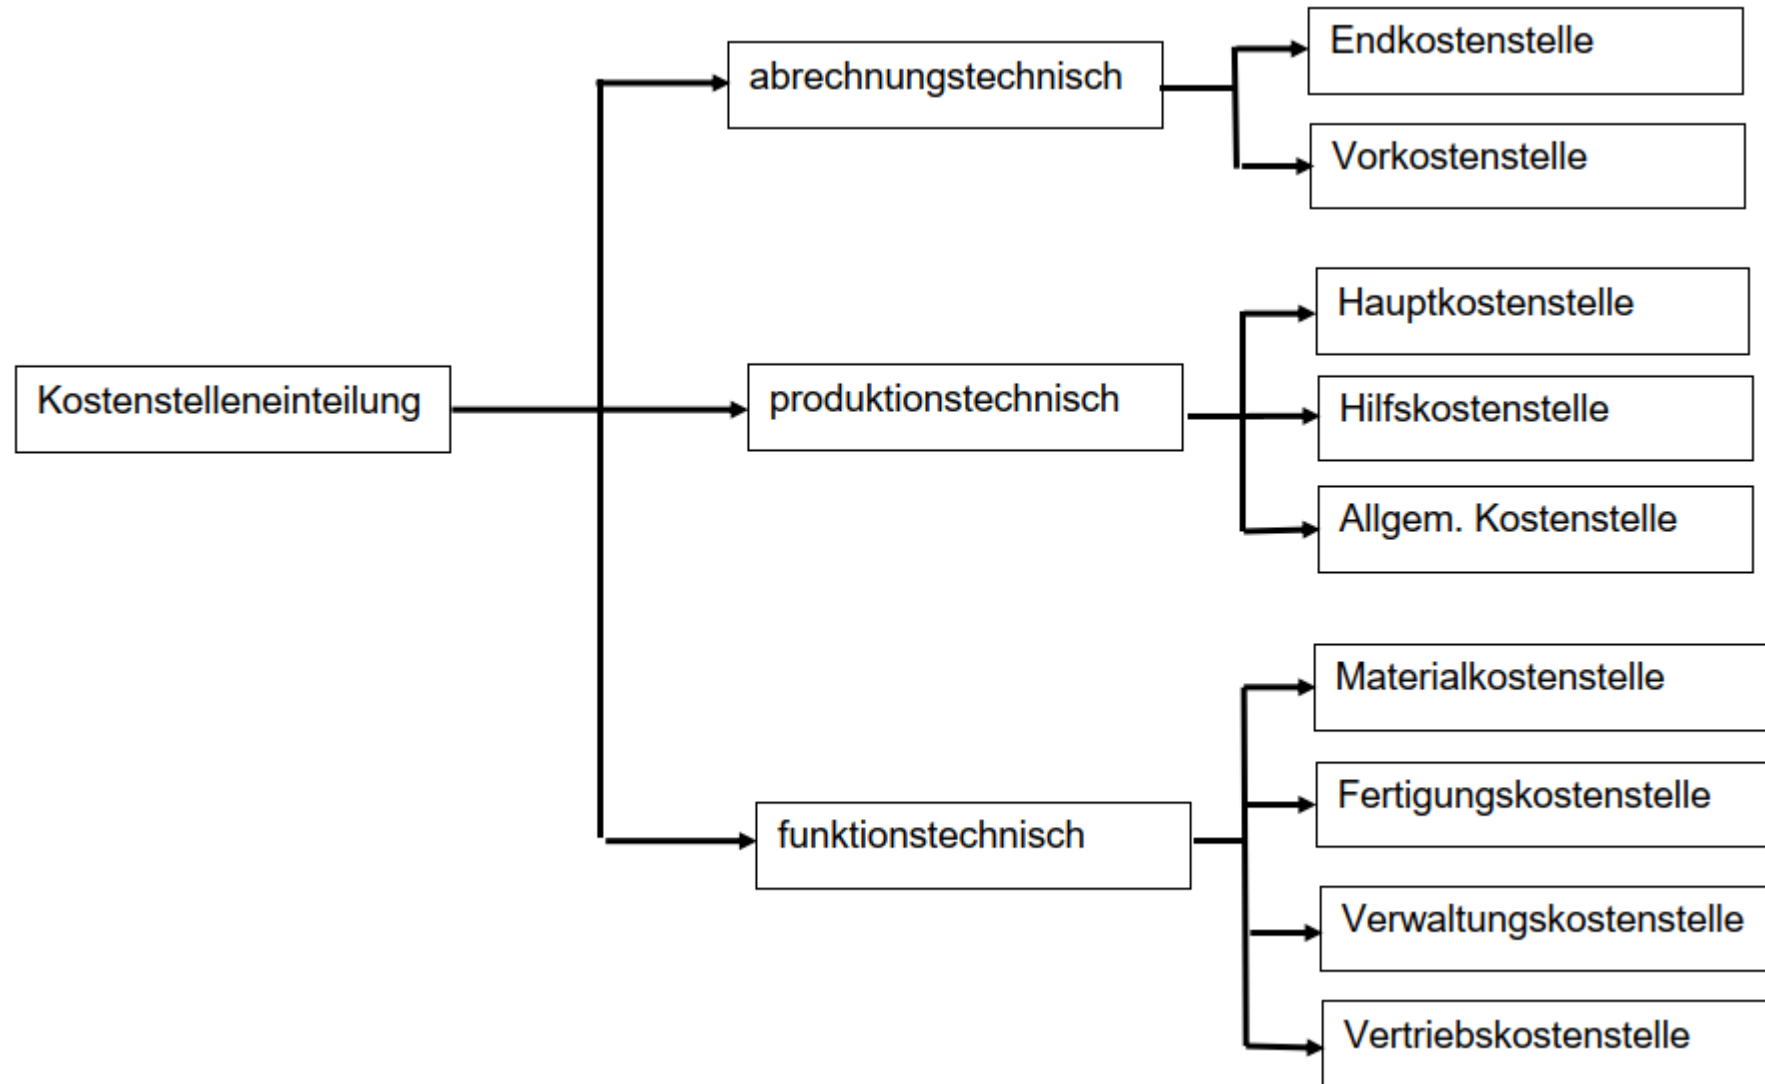 Kostenstelleneinteilung
abrechnungstechnisch
Endkostenstelle
Vorkostenstelle
produktionstechnisch
Hauptkostenstelle
Hilfskostenstelle
Allgem. Kostenstelle
funktionstechnisch
Materialkostenstelle
Fertigungskostenstelle
Verwaltungskostenstelle
Vertriebskostenstelle